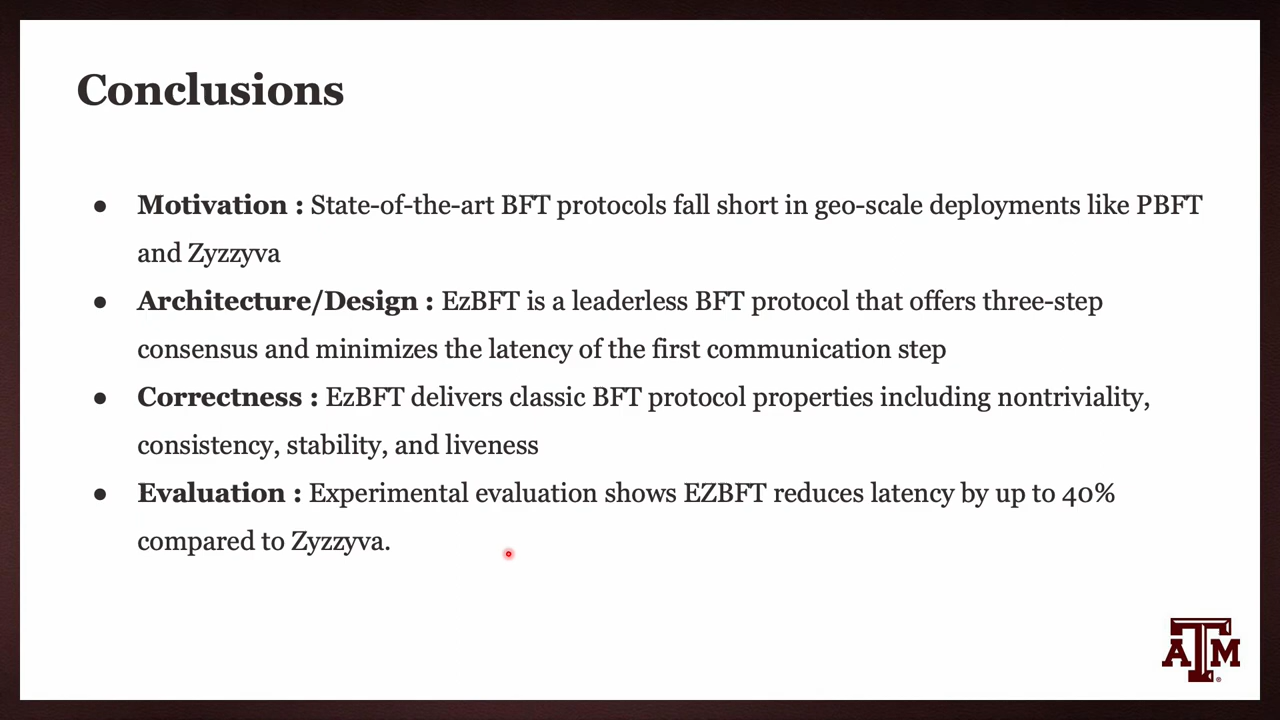 Conclusions
● Motivation : State-of-the-art BFT protocols fall short in geo-scale deployments like PBFT
and Zyzzyva
● Architecture/Design : EzBFT is a leaderless BFT protocol that offers three-step
consensus and minimizes the latency of the first communication step
● Correctness : EzBFT delivers classic BFT protocol properties including nontriviality,
consistency, stability, and liveness
● Evaluation : Experimental evaluation shows EZBFT reduces latency by up to 40%
compared to Zyzzyva.
ATM®